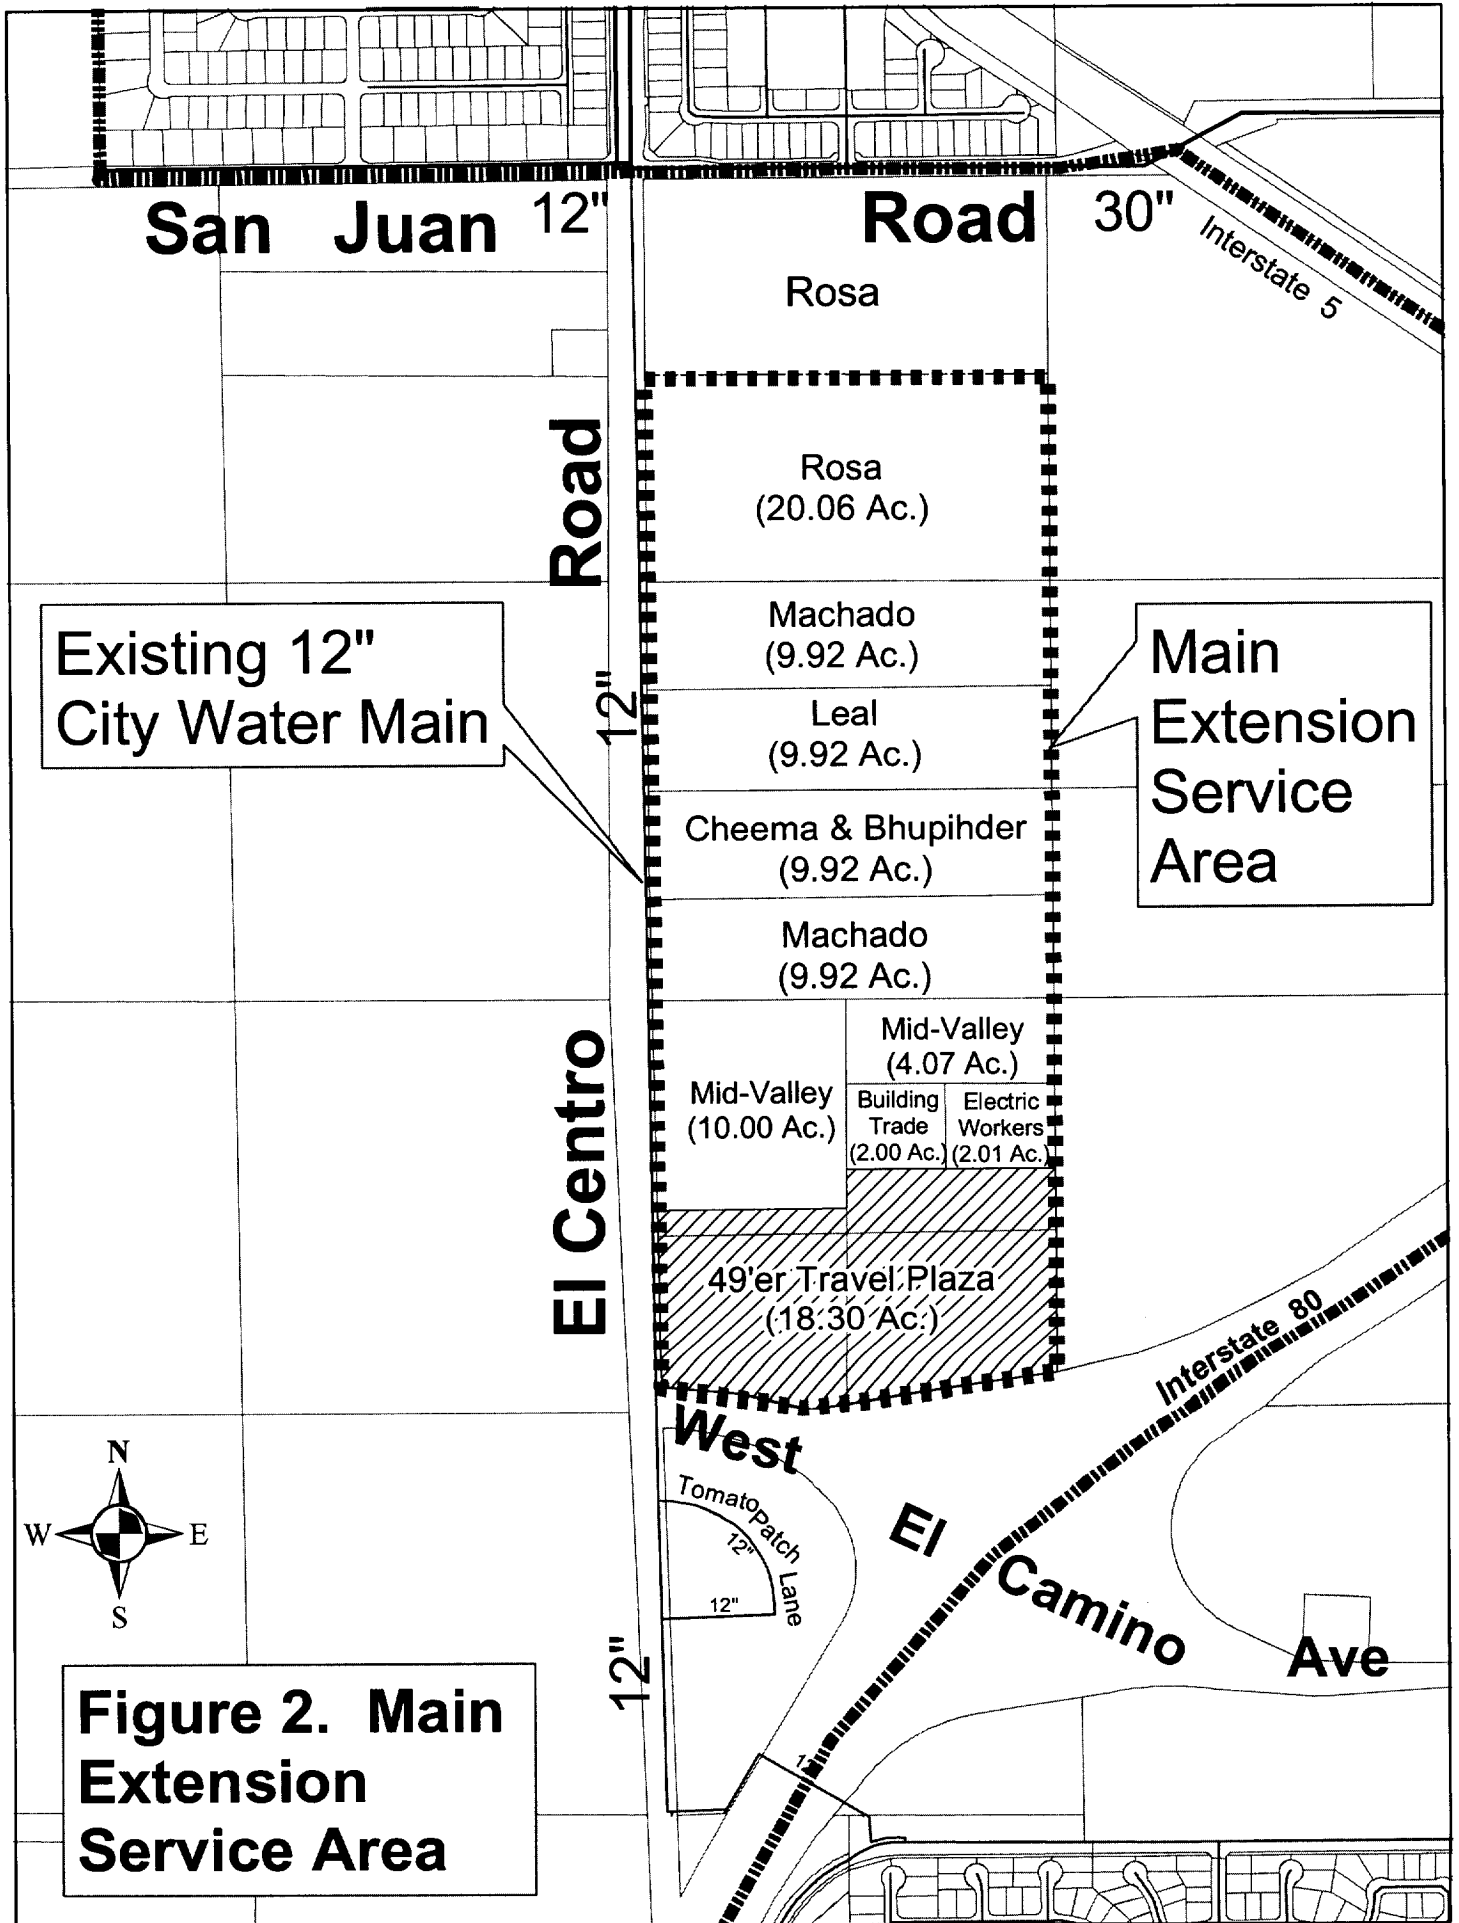 San Juan 12" Road 30"
Interstate 5
Rosa
Road
Rosa
(20.06 Ac.)
Existing 12"
City Water Main
12"
Machado
(9.92 Ac.)
Main
Extension
Service
Area
Leal
(9.92 Ac.)
Cheema & Bhupihder
(9.92 Ac.)
Machado
(9.92 Ac.)
El Centro
Mid-Valley
(4.07 Ac.)
Mid-Valley
(10.00 Ac.)
Building
Trade
(2.00 Ac.)
Electric
Workers
(2.01 Ac.)
49'er Travel Plaza
(18.30 Ac.)
Interstate 80
West
El
Camino
Ave
N
W E
S
Tomato Patch Lane
12"
12"
12"
Figure 2. Main
Extension
Service Area